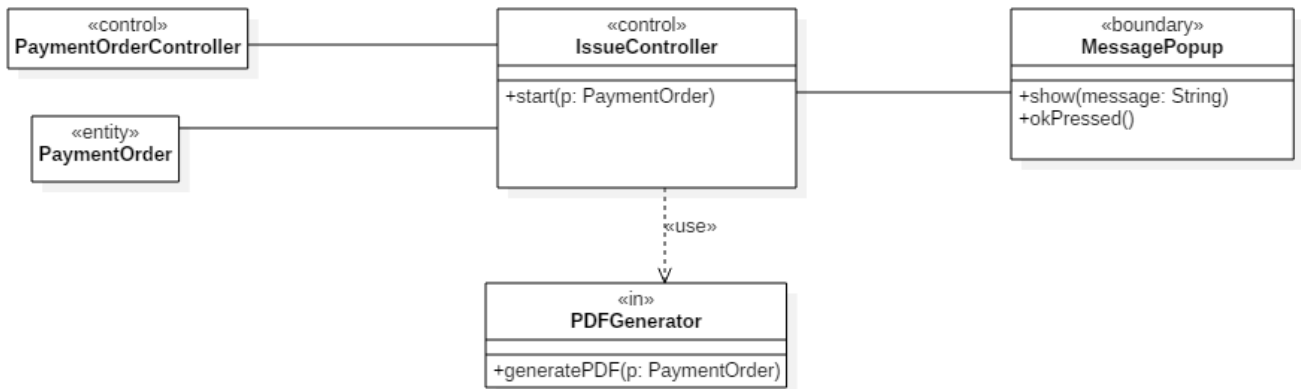 «control»
PaymentOrderController
«control»
IssueController
+start(p: PaymentOrder)
«boundary»
MessagePopup
+show(message: String)
+okPressed()
«entity»
PaymentOrder
«use»
«in»
PDFGenerator
+generatePDF(p: PaymentOrder)